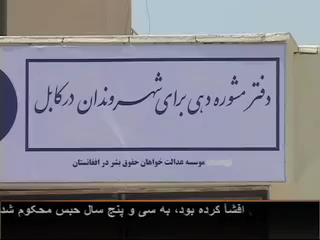 دفتر مشوره دهی برای شهروندان در کابل
موسسه عدالت خواهان حقوق بشر در افغانستان
افشأ کرده بود، به سی و پنج سال حبس محکوم شد